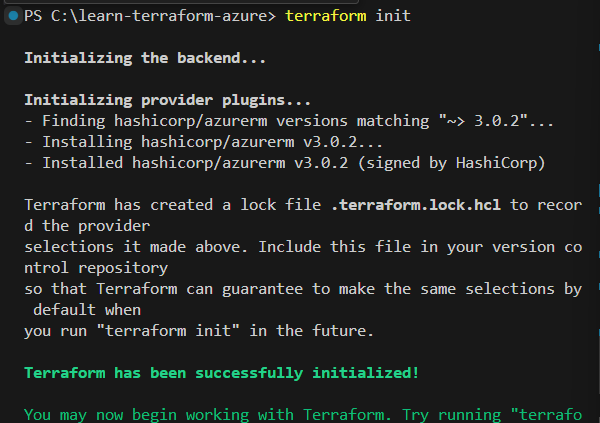 PS C:\learn-terraform-azure> terraform init
Initializing the backend...
Initializing provider plugins...
- Finding hashicorp/azurerm versions matching "~> 3.0.2"...
- Installing hashicorp/azurerm v3.0.2...
- Installed hashicorp/azurerm v3.0.2 (signed by HashiCorp)
Terraform has created a lock file .terraform.lock.hcl to recor
d the provider
selections it made above. Include this file in your version co
ntrol repository
so that Terraform can guarantee to make the same selections by
 default when
you run "terraform init" in the future.
Terraform has been successfully initialized!
You may now begin working with Terraform. Try running "terrafo